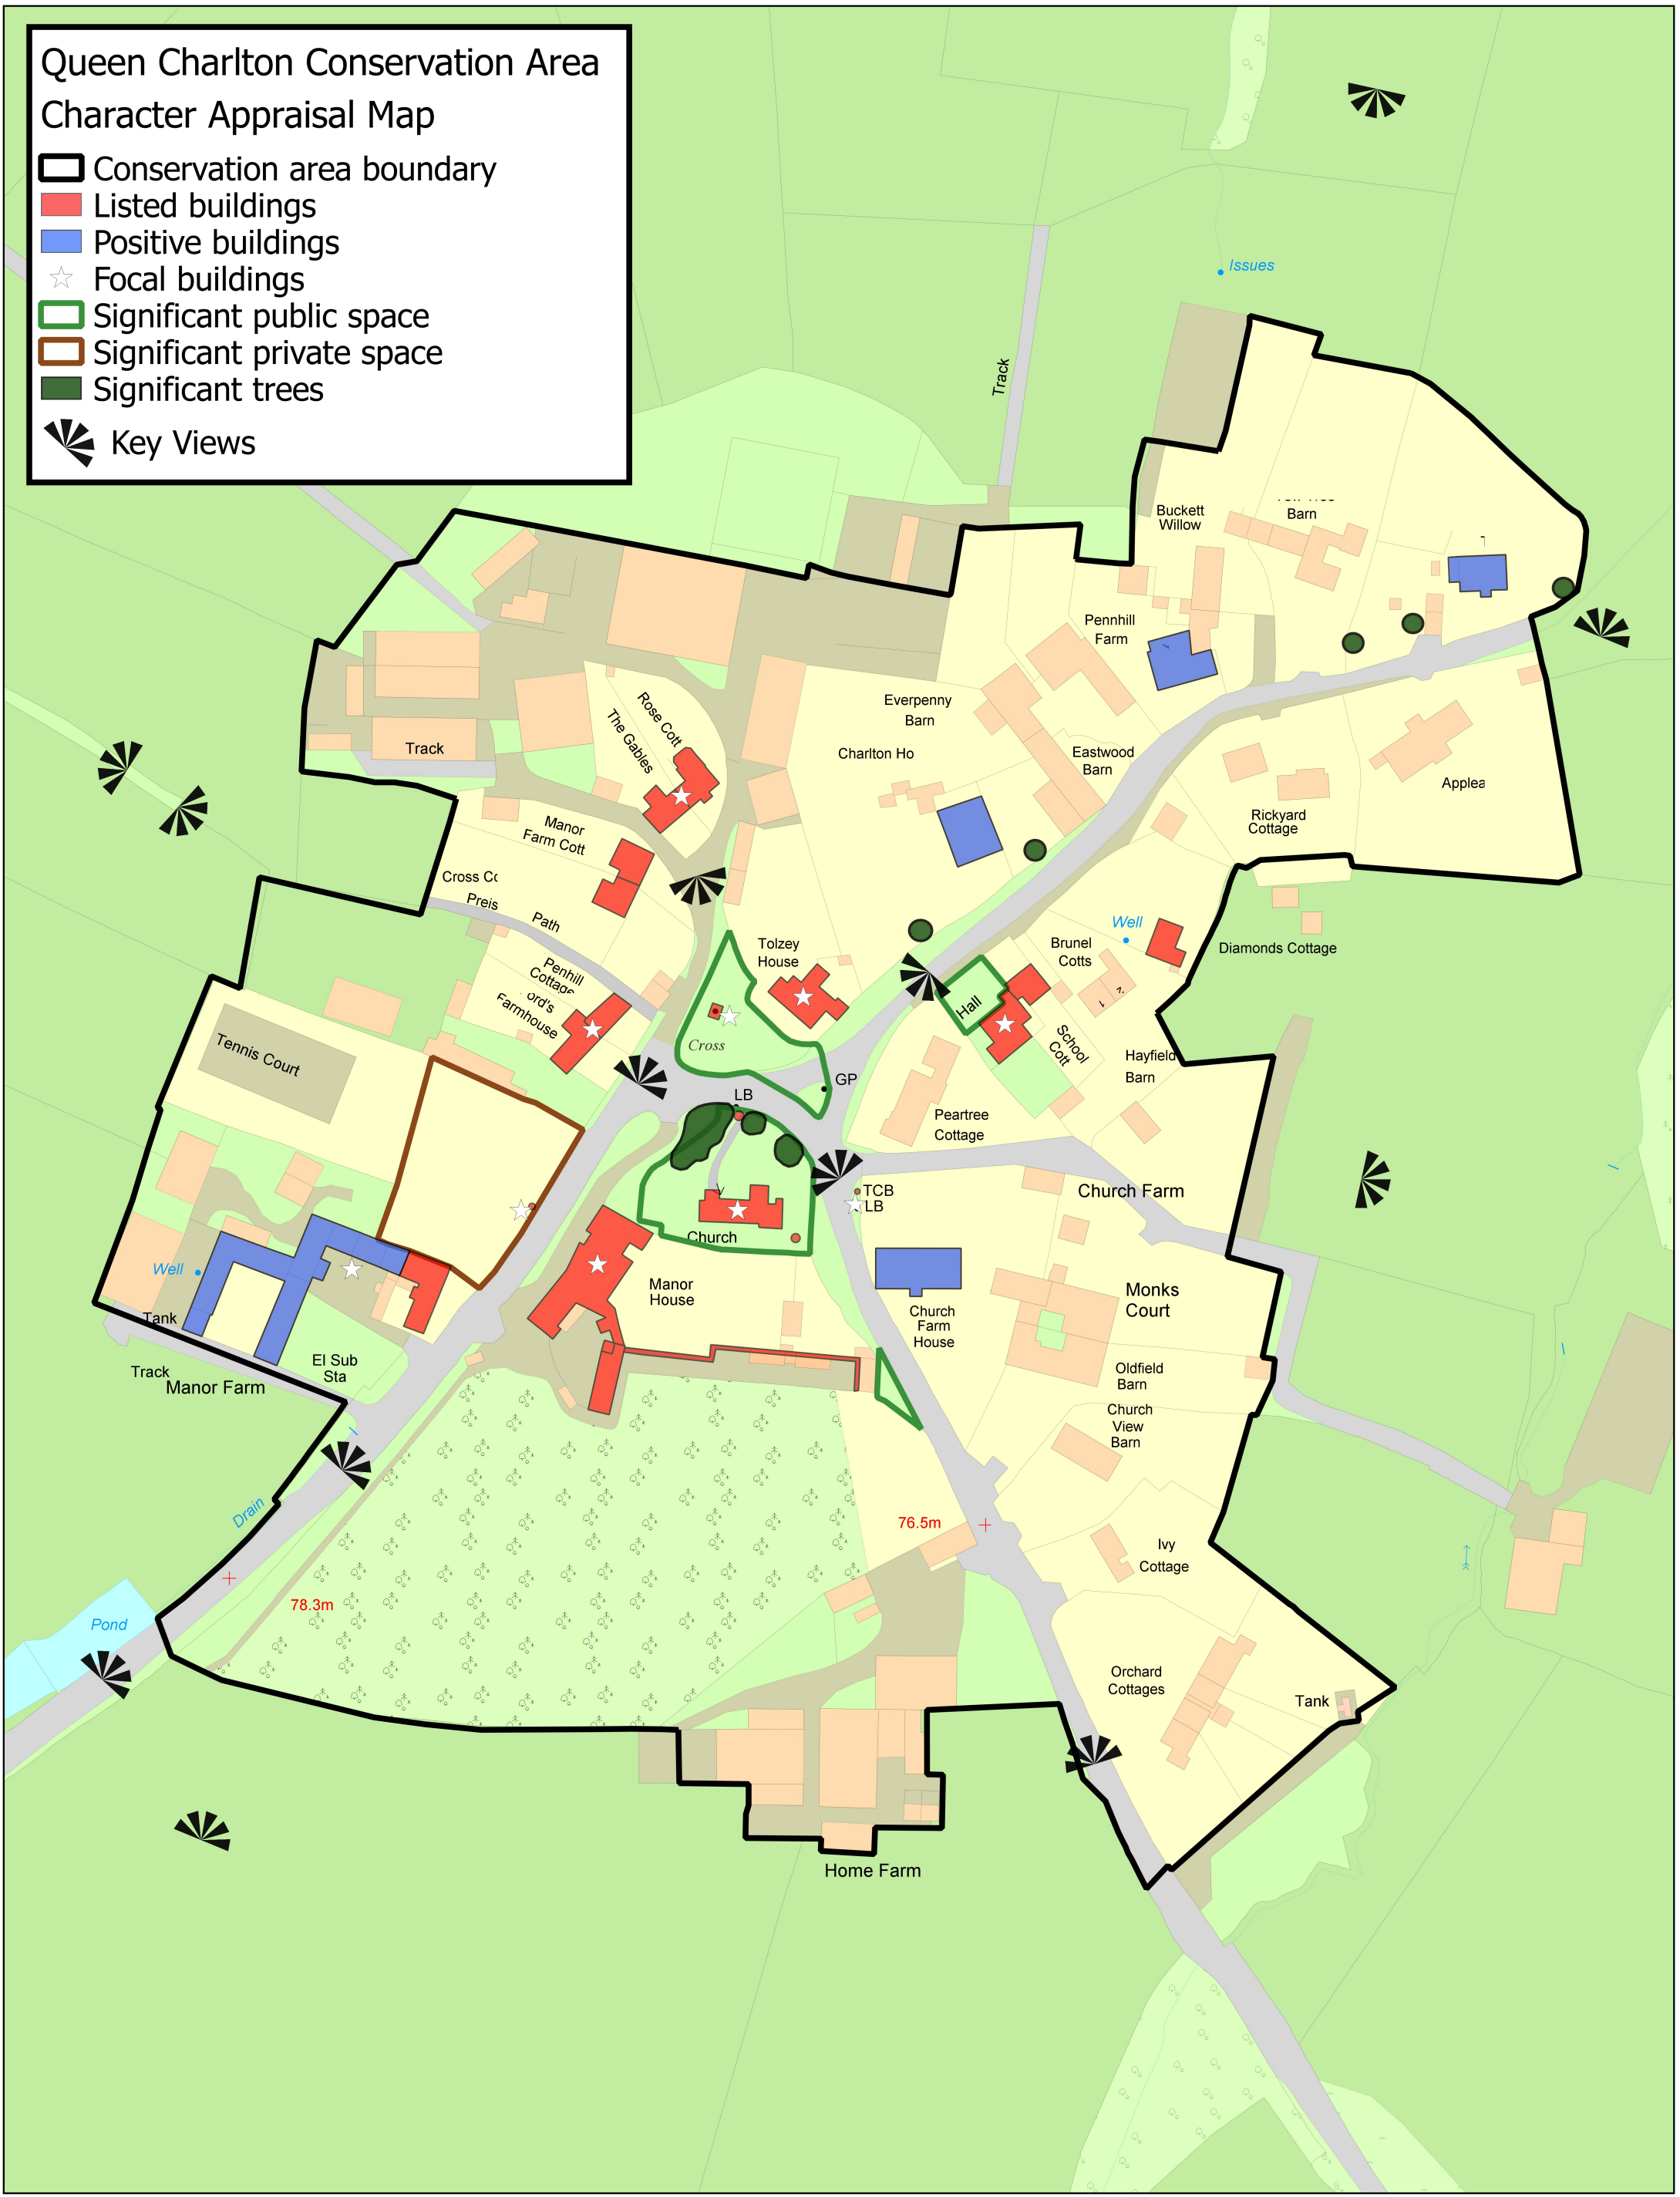 Queen Charlton Conservation Area
Character Appraisal Map
Conservation area boundary
Listed buildings
Positive buildings
Focal buildings
Significant public space
Significant private space
Significant trees
Key Views
Issues
Track
Buckett
Willow
Barn
Pennhill
Farm
Everpenny
Barn
Charlton Ho
Eastwood
Barn
Rose Cott
The Gables
Track
Applea
Rickyard
Cottage
Manor
Farm Cott
Cross Co
Preis
Path
Well
Brunel
Cotts
Diamonds Cottage
Tolzey
House
Penhill
Cottage
ord's
Farmhouse
Hall
1
2
Cross
School
Cott
Tennis Court
Hayfield
Barn
GP
LB
Peartree
Cottage
TCB
LB
Church Farm
Church
Well
Manor
House
Monks
Court
Tank
Church
Farm
House
El Sub
Sta
Track
Manor Farm
Oldfield
Barn
Church
View
Barn
Drain
76.5m
Ivy
Cottage
78.3m
Pond
Orchard
Cottages
Tank
Home Farm